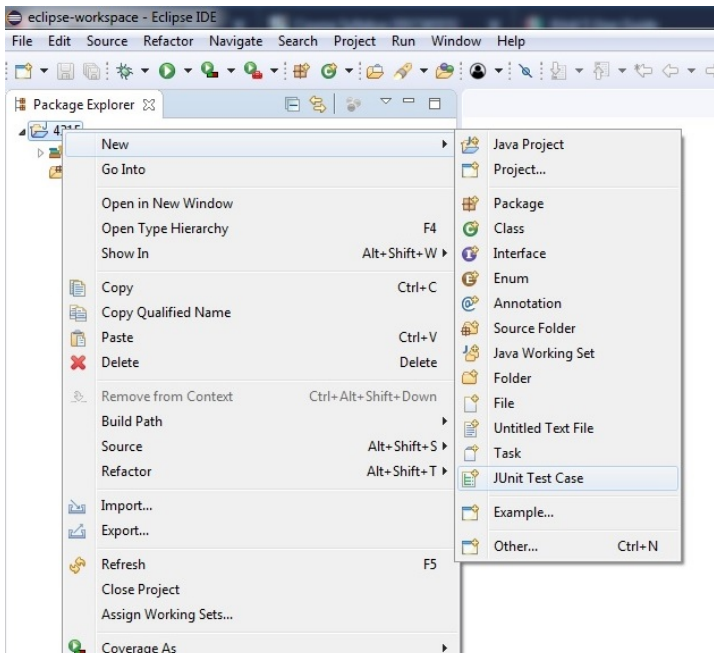 eclipse-workspace - Eclipse IDE
File Edit Source Refactor Navigate Search Project Run Window Help
Package Explorer
4215
New
Go Into
Open in New Window
Open Type Hierarchy F4
Show In Alt+Shift+W
Copy Ctrl+C
Copy Qualified Name
Paste Ctrl+V
Delete Delete
Remove from Context Ctrl+Alt+Shift+Down
Build Path
Source Alt+Shift+S
Refactor Alt+Shift+T
Import...
Export...
Refresh F5
Close Project
Assign Working Sets...
Coverage As
Java Project
Project...
Package
Class
Interface
Enum
Annotation
Source Folder
Java Working Set
Folder
File
Untitled Text File
Task
JUnit Test Case
Example...
Other... Ctrl+N